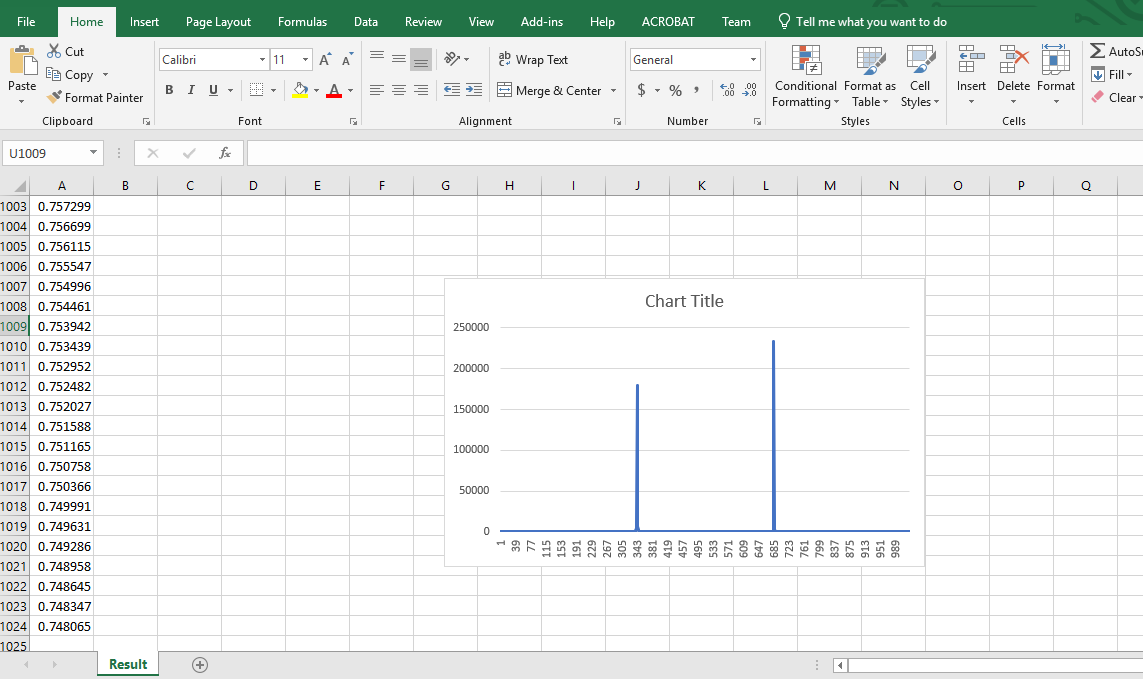 File Home Insert Page Layout Formulas Data Review View Add-ins Help ACROBAT Team Tell me what you want to do
Cut
Copy
Format Painter
Paste
Clipboard
Calibri 11 A A
B I U A
Font
ab Wrap Text
Merge & Center
Alignment
General
$ % , .00 .0
Number
Conditional Formatting
Format as Table
Cell Styles
Styles
Insert Delete Format
Cells
Σ AutoSu
Fill
Clear
U1009 fx
A B C D E F G H I J K L M N O P Q
1003 0.757299
1004 0.756699
1005 0.756115
1006 0.755547
1007 0.754996
1008 0.754461
1009 0.753942
1010 0.753439
1011 0.752952
1012 0.752482
1013 0.752027
1014 0.751588
1015 0.751165
1016 0.750758
1017 0.750366
1018 0.749991
1019 0.749631
1020 0.749286
1021 0.748958
1022 0.748645
1023 0.748347
1024 0.748065
1025
Chart Title
250000
200000
150000
100000
50000
0
1 39 77 115 153 191 229 267 305 343 381 419 457 495 533 571 609 647 685 723 761 799 837 875 913 951 989
Result